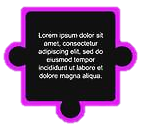 Lorem ipsum dolor sit
amet, consectetur
adipiscing elit, sed do
eiusmod tempor
incididunt ut labore et
dolore magna aliqua.